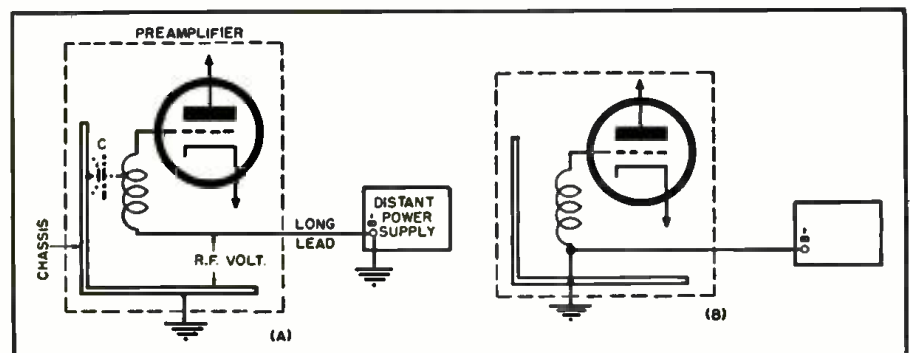 PREAMPLIFIER
C
CHASSIS
LONG
LEAD
R.F. VOLT.
DISTANT
POWER
SUPPLY
B-
(A)
B-
(B)